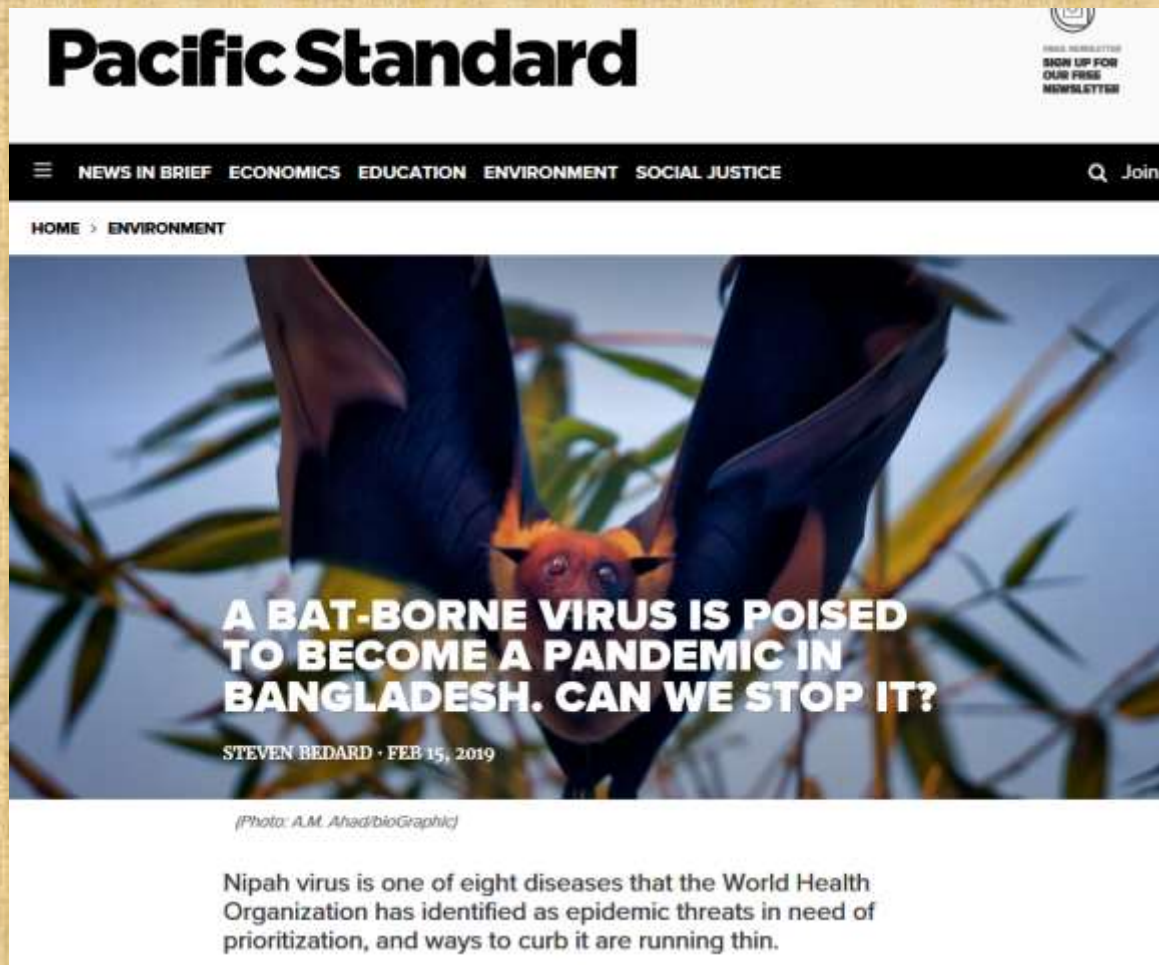 Pacific Standard
EMAIL NEWSLETTER
SIGN UP FOR
OUR FREE
NEWSLETTER
NEWS IN BRIEF ECONOMICS EDUCATION ENVIRONMENT SOCIAL JUSTICE
Join
HOME > ENVIRONMENT
A BAT-BORNE VIRUS IS POISED
TO BECOME A PANDEMIC IN
BANGLADESH. CAN WE STOP IT?
STEVEN BEDARD · FEB 15, 2019
(Photo: A.M. Ahad/bioGraphic)
Nipah virus is one of eight diseases that the World Health
Organization has identified as epidemic threats in need of
prioritization, and ways to curb it are running thin.